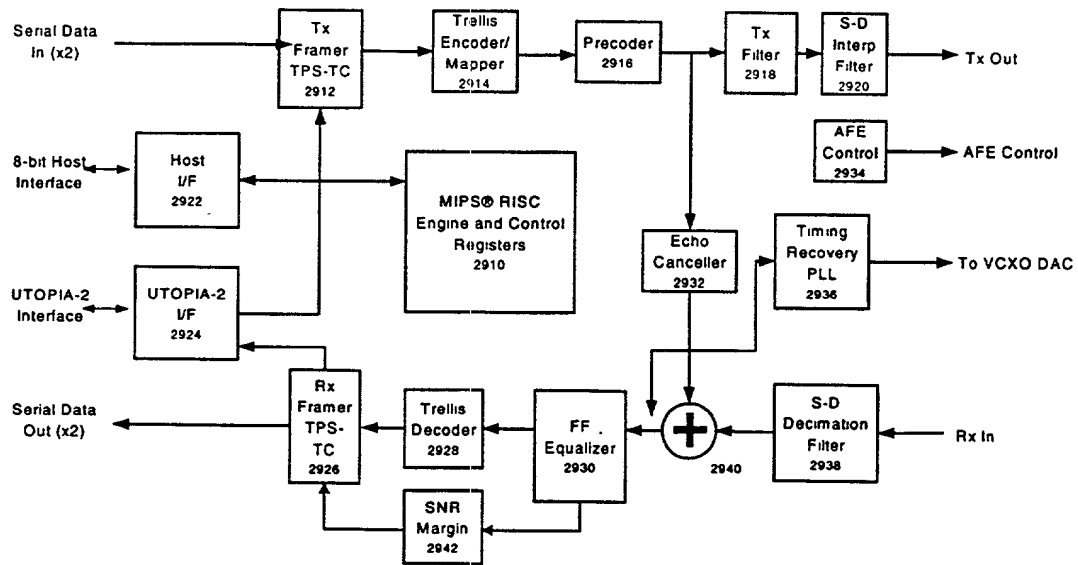 Serial Data
In (x2)
Tx
Framer
TPS-TC
2912
Trellis
Encoder/
Mapper
2914
Precoder
2916
Tx
Filter
2918
S-D
Interp
Filter
2920
Tx Out
8-bit Host
Interface
Host
I/F
2922
MIPS® RISC
Engine and Control
Registers
2910
AFE
Control
2934
AFE Control
Echo
Canceller
2932
Timing
Recovery
PLL
2936
To VCXO DAC
UTOPIA-2
Interface
UTOPIA-2
I/F
2924
Serial Data
Out (x2)
Rx
Framer
TPS-
TC
2926
Trellis
Decoder
2928
FF
Equalizer
2930
2940
S-D
Decimation
Filter
2938
Rx In
SNR
Margin
2942